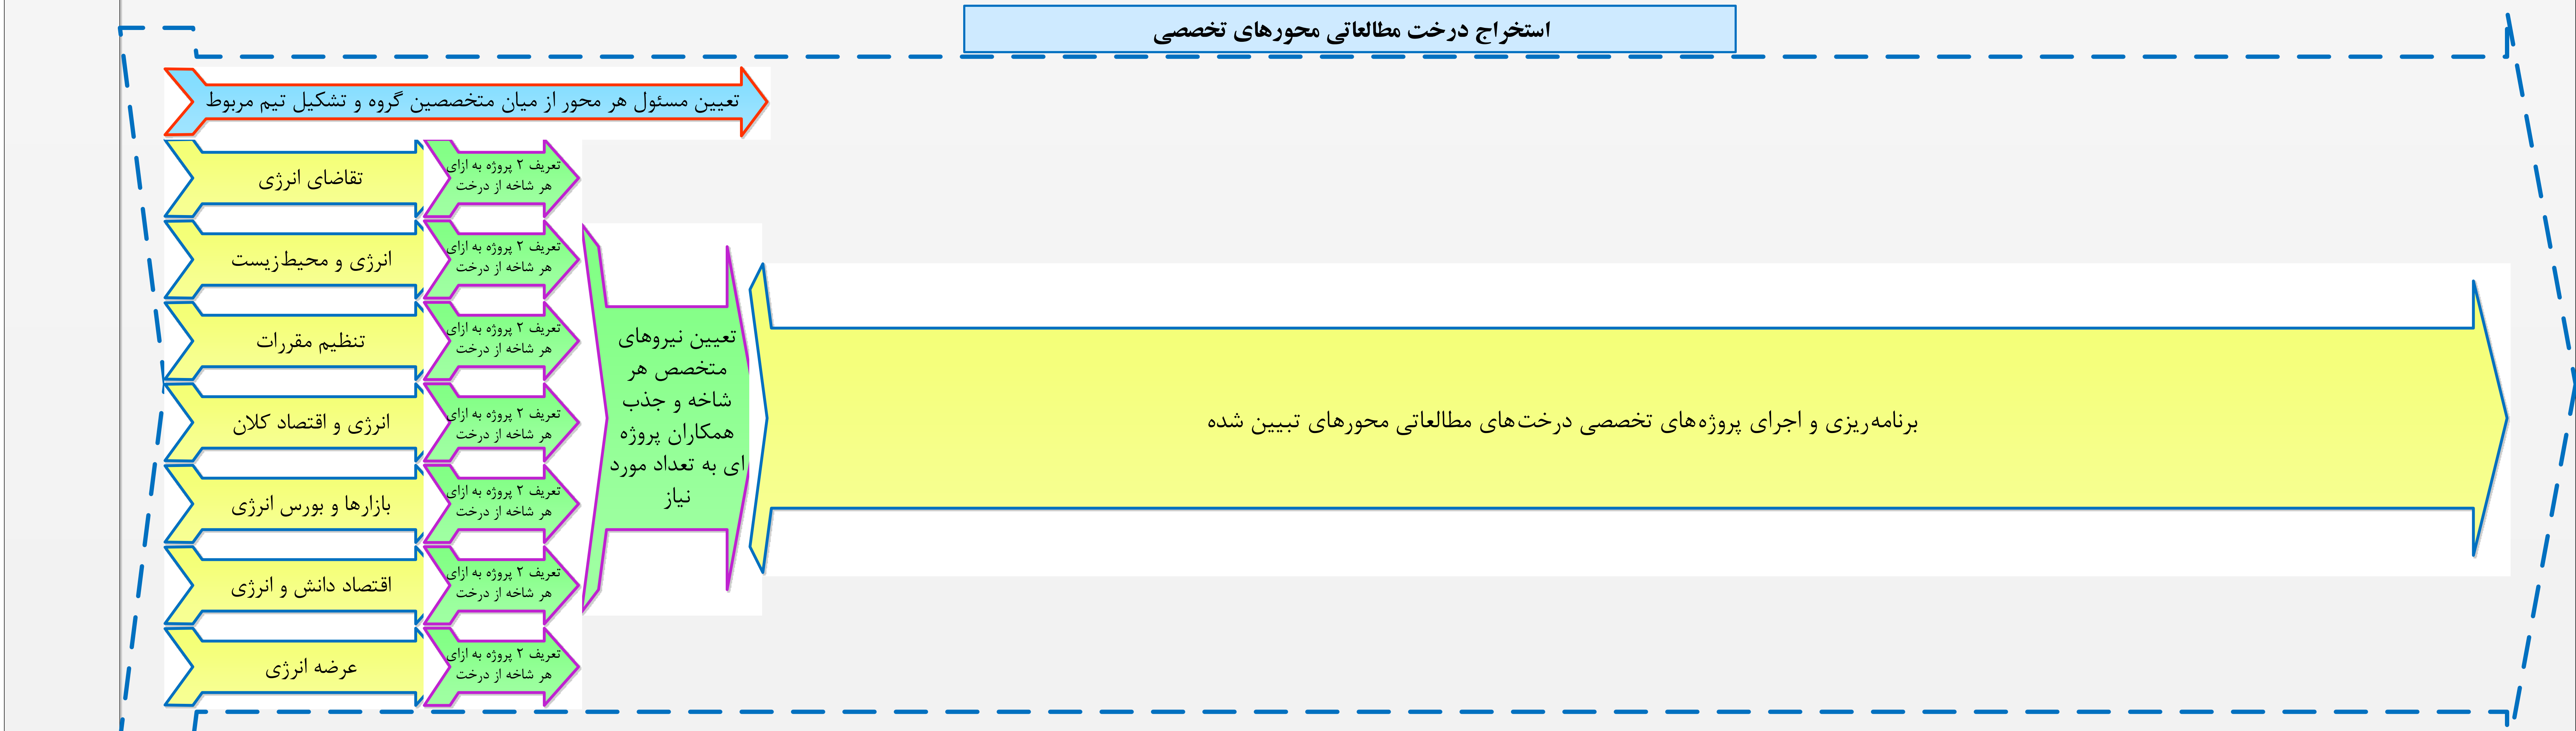 استخراج درخت مطالعاتی محورهای تخصصی
تعیین مسئول هر محور از میان متخصصین گروه و تشکیل تیم مربوط
تقاضای انرژی
تعریف ۲ پروژه به ازای
هر شاخه از درخت
انرژی و محیط‌زیست
تعریف ۲ پروژه به ازای
هر شاخه از درخت
تنظیم مقررات
تعریف ۲ پروژه به ازای
هر شاخه از درخت
انرژی و اقتصاد کلان
تعریف ۲ پروژه به ازای
هر شاخه از درخت
بازارها و بورس انرژی
تعریف ۲ پروژه به ازای
هر شاخه از درخت
اقتصاد دانش و انرژی
تعریف ۲ پروژه به ازای
هر شاخه از درخت
عرضه انرژی
تعریف ۲ پروژه به ازای
هر شاخه از درخت
تعیین نیروهای
متخصص هر
شاخه و جذب
همکاران پروژه
ای به تعداد مورد
نیاز
برنامه‌ریزی و اجرای پروژه‌های تخصصی درخت‌های مطالعاتی محورهای تبیین شده